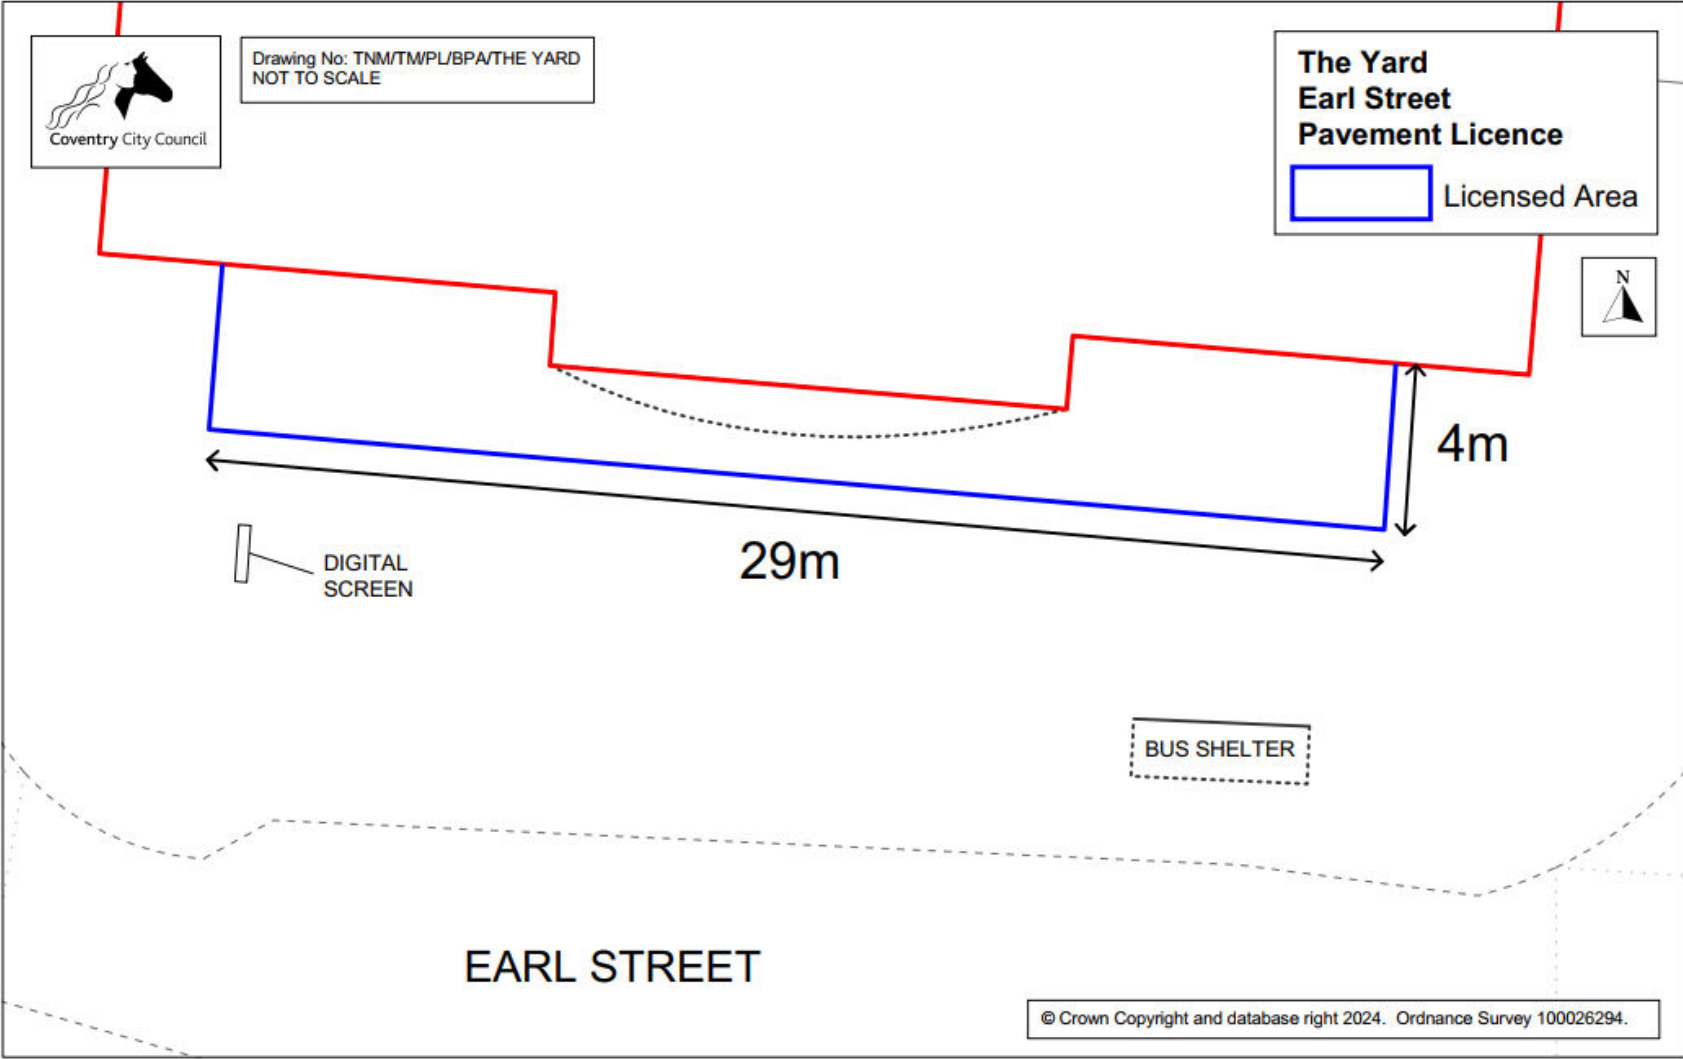 Coventry City Council
Drawing No: TNM/TM/PL/BPA/THE YARD
NOT TO SCALE
The Yard
Earl Street
Pavement Licence
Licensed Area
N
4m
29m
DIGITAL
SCREEN
BUS SHELTER
EARL STREET
© Crown Copyright and database right 2024. Ordnance Survey 100026294.